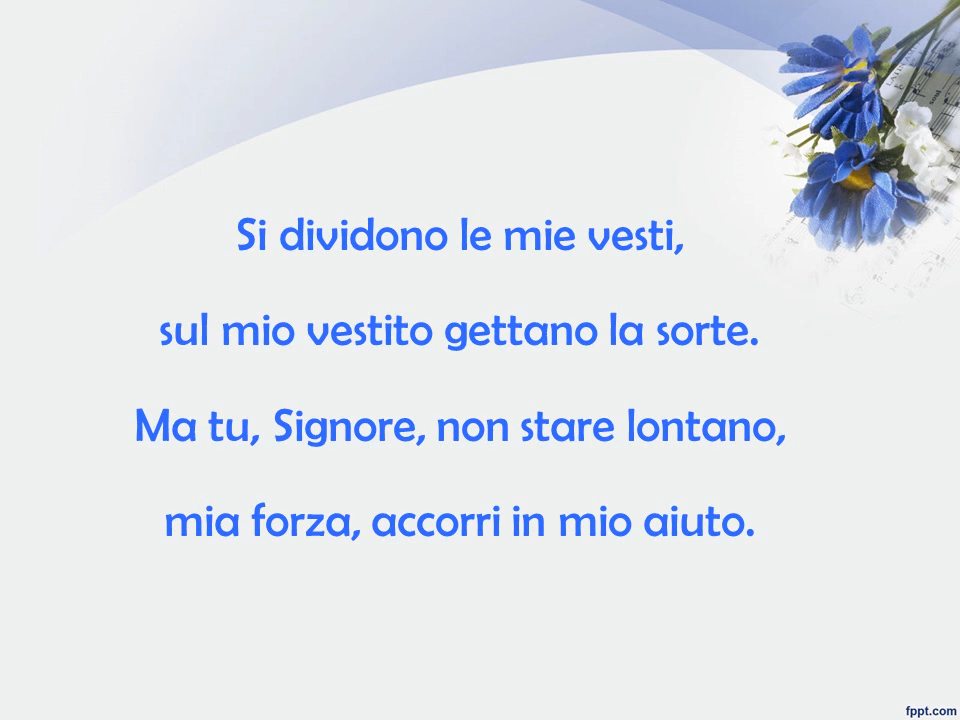 Si dividono le mie vesti,
sul mio vestito gettano la sorte.
Ma tu, Signore, non stare lontano,
mia forza, accorri in mio aiuto.
fppt.com